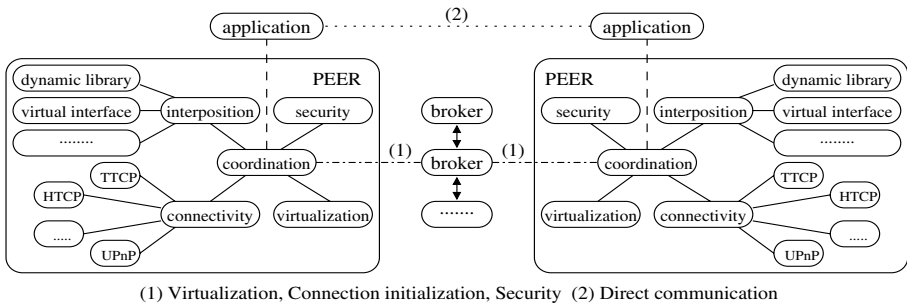 application (2) application
PEER PEER
dynamic library dynamic library
virtual interface interposition security broker security interposition virtual interface
........ ........
coordination (1) broker (1) coordination
TTCP TTCP
HTCP HTCP
connectivity virtualization ....... virtualization connectivity
..... .....
UPnP UPnP
(1) Virtualization, Connection initialization, Security (2) Direct communication